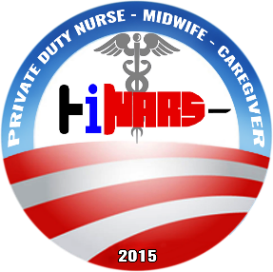 PRIVATE DUTY NURSE - MIDWIFE - CAREGIVER
HiNARS
2015